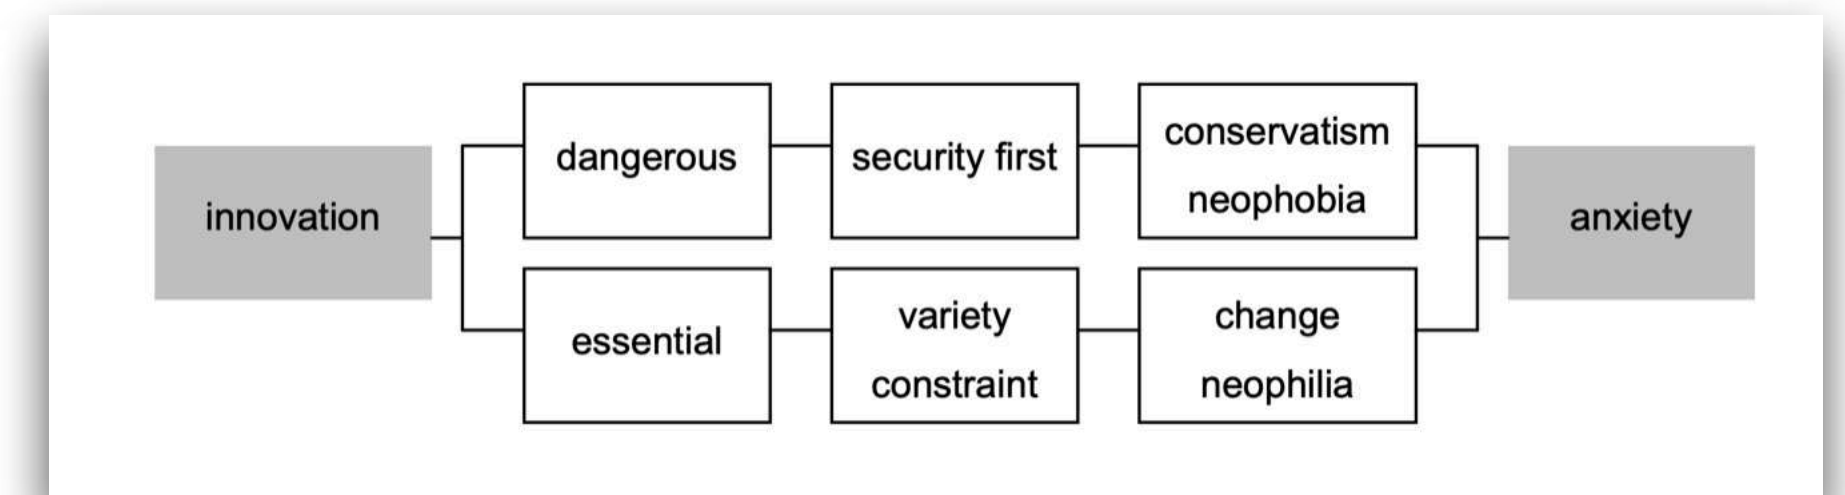 innovation
dangerous
security first
conservatism
neophobia
essential
variety
constraint
change
neophilia
anxiety